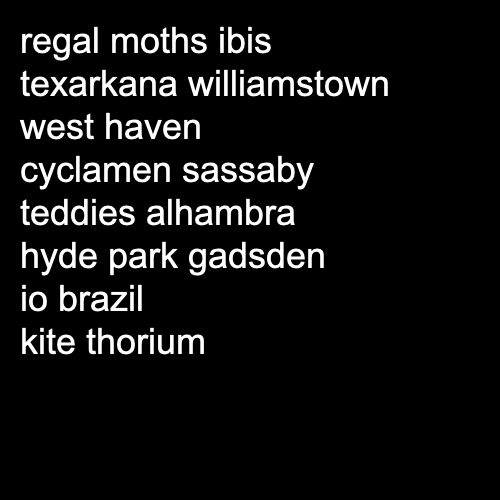 regal moths ibis
texarkana williamstown
west haven
cyclamen sassaby
teddies alhambra
hyde park gadsden
io brazil
kite thorium